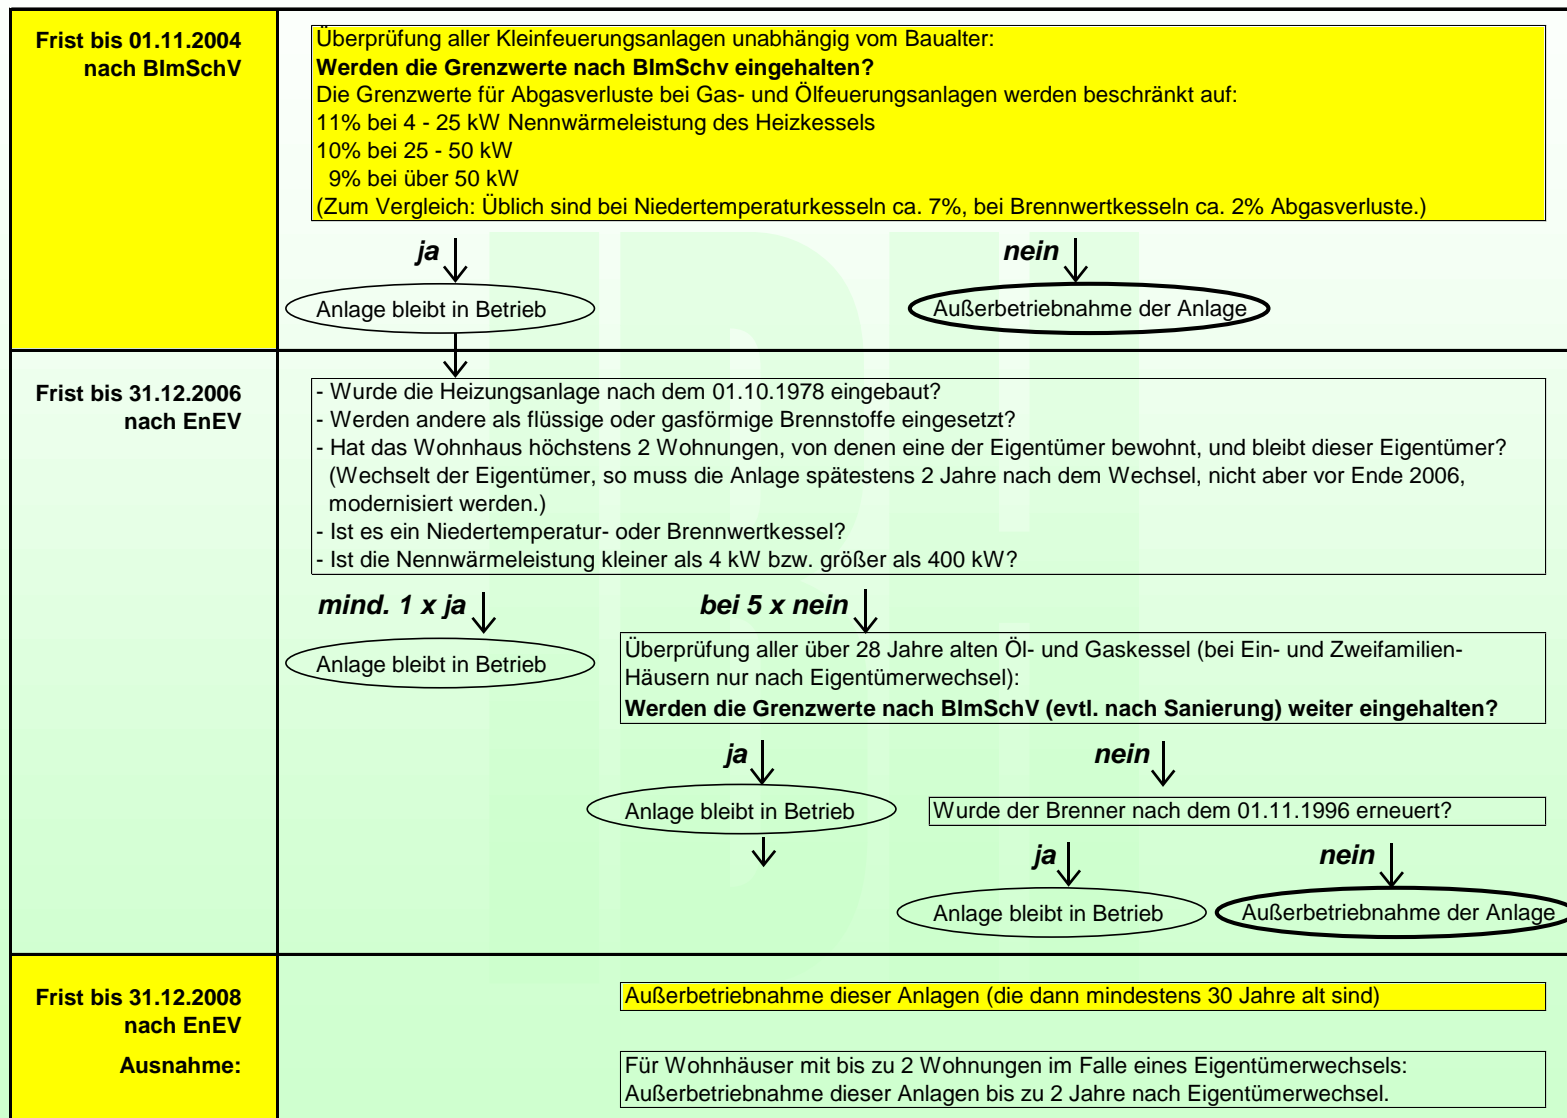 Frist bis 01.11.2004
nach BImSchV
Überprüfung aller Kleinfeuerungsanlagen unabhängig vom Baualter:
Werden die Grenzwerte nach BImSchv eingehalten?
Die Grenzwerte für Abgasverluste bei Gas- und Ölfeuerungsanlagen werden beschränkt auf:
11% bei 4 - 25 kW Nennwärmeleistung des Heizkessels
10% bei 25 - 50 kW
9% bei über 50 kW
(Zum Vergleich: Üblich sind bei Niedertemperaturkesseln ca. 7%, bei Brennwertkesseln ca. 2% Abgasverluste.)
ja
nein
Anlage bleibt in Betrieb
Außerbetriebnahme der Anlage
Frist bis 31.12.2006
nach EnEV
- Wurde die Heizungsanlage nach dem 01.10.1978 eingebaut?
- Werden andere als flüssige oder gasförmige Brennstoffe eingesetzt?
- Hat das Wohnhaus höchstens 2 Wohnungen, von denen eine der Eigentümer bewohnt, und bleibt dieser Eigentümer?
(Wechselt der Eigentümer, so muss die Anlage spätestens 2 Jahre nach dem Wechsel, nicht aber vor Ende 2006,
modernisiert werden.)
- Ist es ein Niedertemperatur- oder Brennwertkessel?
- Ist die Nennwärmeleistung kleiner als 4 kW bzw. größer als 400 kW?
mind. 1 x ja
bei 5 x nein
Anlage bleibt in Betrieb
Überprüfung aller über 28 Jahre alten Öl- und Gaskessel (bei Ein- und Zweifamilien-
Häusern nur nach Eigentümerwechsel):
Werden die Grenzwerte nach BImSchV (evtl. nach Sanierung) weiter eingehalten?
ja
nein
Anlage bleibt in Betrieb
Wurde der Brenner nach dem 01.11.1996 erneuert?
ja
nein
Anlage bleibt in Betrieb
Außerbetriebnahme der Anlage
Frist bis 31.12.2008
nach EnEV
Außerbetriebnahme dieser Anlagen (die dann mindestens 30 Jahre alt sind)
Ausnahme:
Für Wohnhäuser mit bis zu 2 Wohnungen im Falle eines Eigentümerwechsels:
Außerbetriebnahme dieser Anlagen bis zu 2 Jahre nach Eigentümerwechsel.